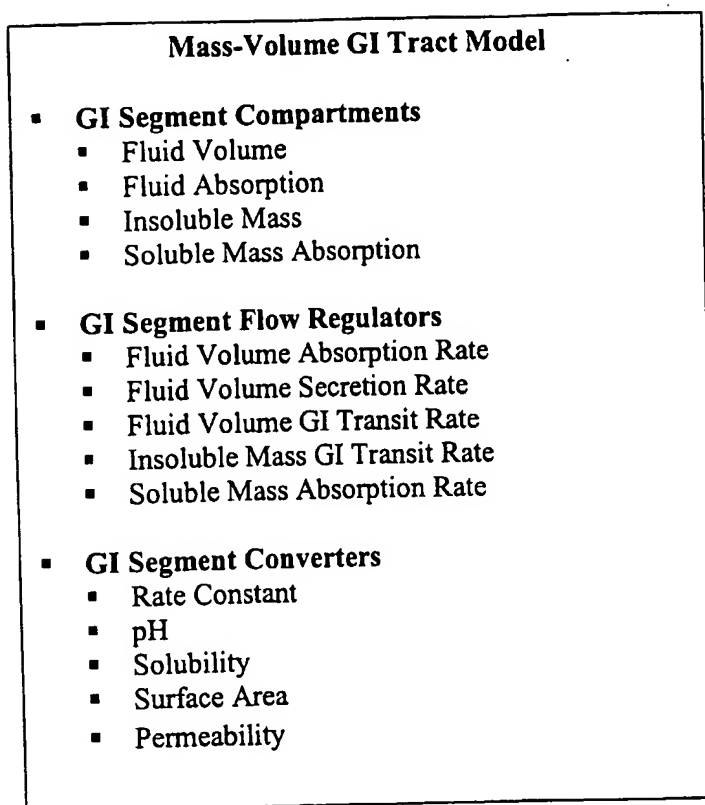 Mass-Volume GI Tract Model
▪ GI Segment Compartments
▪ Fluid Volume
▪ Fluid Absorption
▪ Insoluble Mass
▪ Soluble Mass Absorption
▪ GI Segment Flow Regulators
▪ Fluid Volume Absorption Rate
▪ Fluid Volume Secretion Rate
▪ Fluid Volume GI Transit Rate
▪ Insoluble Mass GI Transit Rate
▪ Soluble Mass Absorption Rate
▪ GI Segment Converters
▪ Rate Constant
▪ pH
▪ Solubility
▪ Surface Area
▪ Permeability